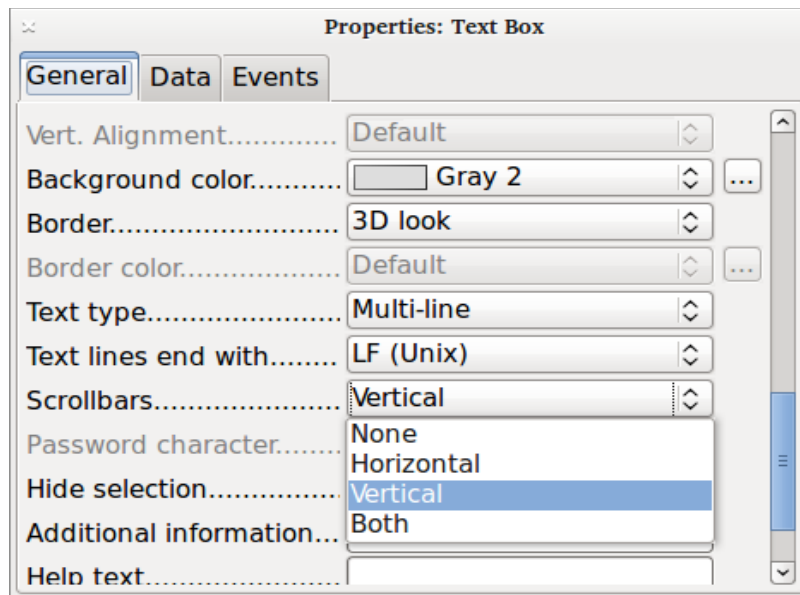 Properties: Text Box
General Data Events
Vert. Alignment............. Default
Background color........... Gray 2 ...
Border......................... 3D look
Border color.................. Default ...
Text type...................... Multi-line
Text lines end with........ LF (Unix)
Scrollbars..................... Vertical
Password character.......
None
Horizontal
Hide selection...............
Vertical
Additional information...
Both
Help text......................